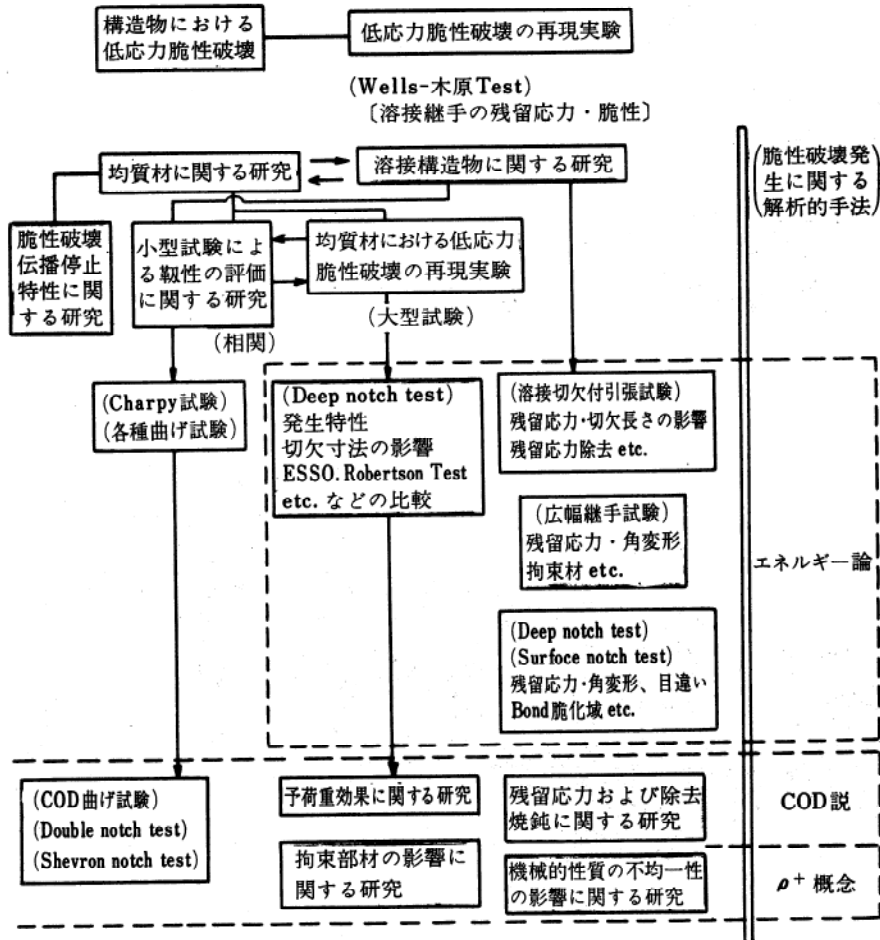 構造物における
低応力脆性破壊
低応力脆性破壊の再現実験
(Wells-木原Test)
〔溶接継手の残留応力・脆性〕
均質材に関する研究
溶接構造物に関する研究
(脆性破壊発
生に関する
解析的手法)
脆性破壊
伝播停止
特性に関
する研究
小型試験によ
る靱性の評価
に関する研究
均質材における低応力
脆性破壊の再現実験
(相関)
(大型試験)
(Charpy試験)
(各種曲げ試験)
(Deep notch test)
発生特性
切欠寸法の影響
ESSO. Robertson Test
etc. などの比較
(溶接切欠付引張試験)
残留応力・切欠長さの影響
残留応力除去 etc.
(広幅継手試験)
残留応力・角変形
拘束材 etc.
エネルギー論
(Deep notch test)
(Surfoce notch test)
残留応力・角変形、目違い
Bond脆化域 etc.
(COD曲げ試験)
(Double notch test)
(Shevron notch test)
予荷重効果に関する研究
残留応力および除去
焼鈍に関する研究
COD説
拘束部材の影響に
関する研究
機械的性質の不均一性
の影響に関する研究
ρ+ 概念